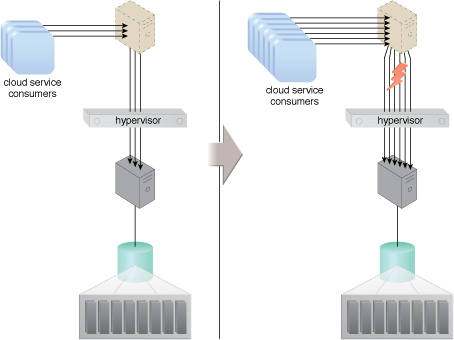 cloud service
consumers
hypervisor
cloud service
consumers
hypervisor